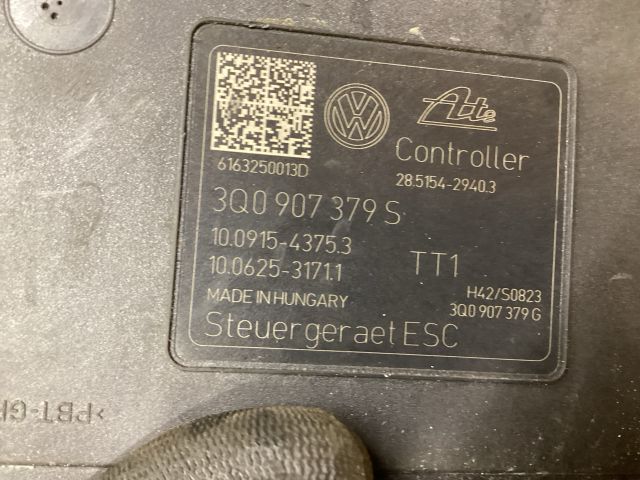 VW
Ate
Controller
28.5154-2940.3
6163250013D
3Q0 907 379 S
10.0915-4375.3
10.0625-3171.1
TT1
MADE IN HUNGARY
H42/S0823
3Q0 907 379 G
Steuergeraet ESC
>PBT-G